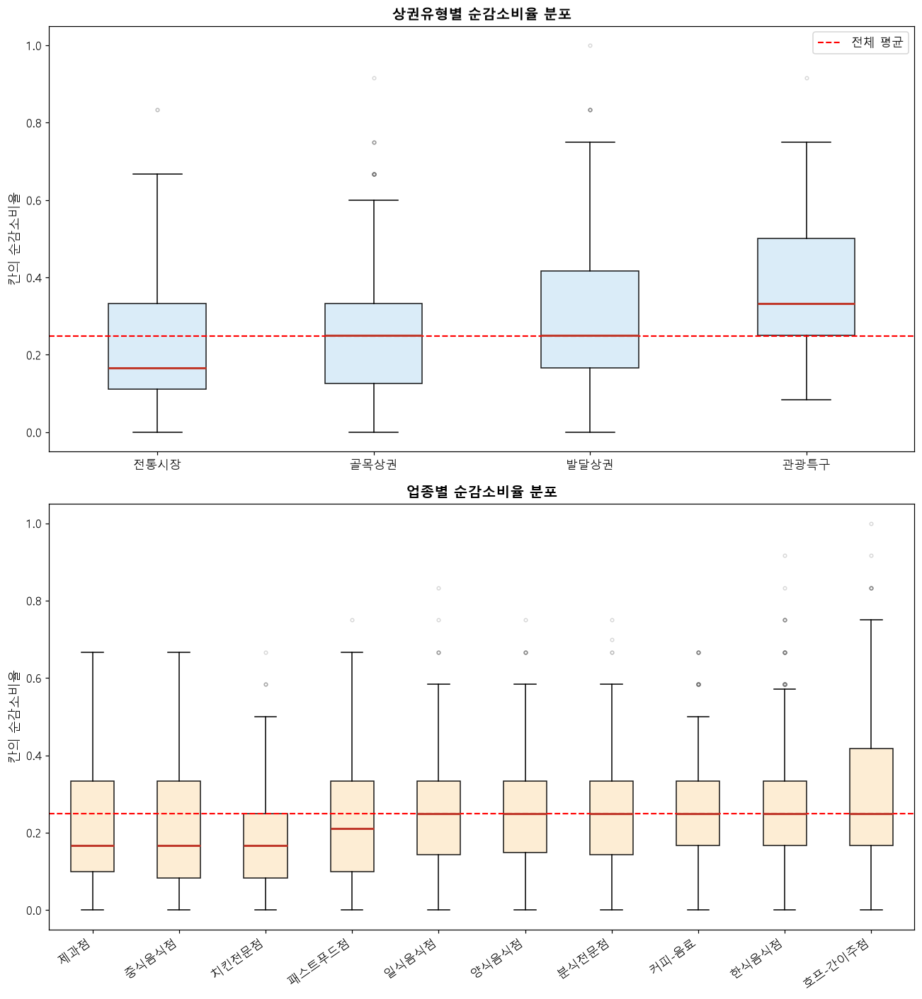 상권유형별 순감소비율 분포
전체 평균
칸의 순감소비율
1.0
0.8
0.6
0.4
0.2
0.0
전통시장
골목상권
발달상권
관광특구
업종별 순감소비율 분포
칸의 순감소비율
1.0
0.8
0.6
0.4
0.2
0.0
제과점
중식음식점
치킨전문점
패스트푸드점
일식음식점
양식음식점
분식전문점
커피-음료
한식음식점
호프-간이주점